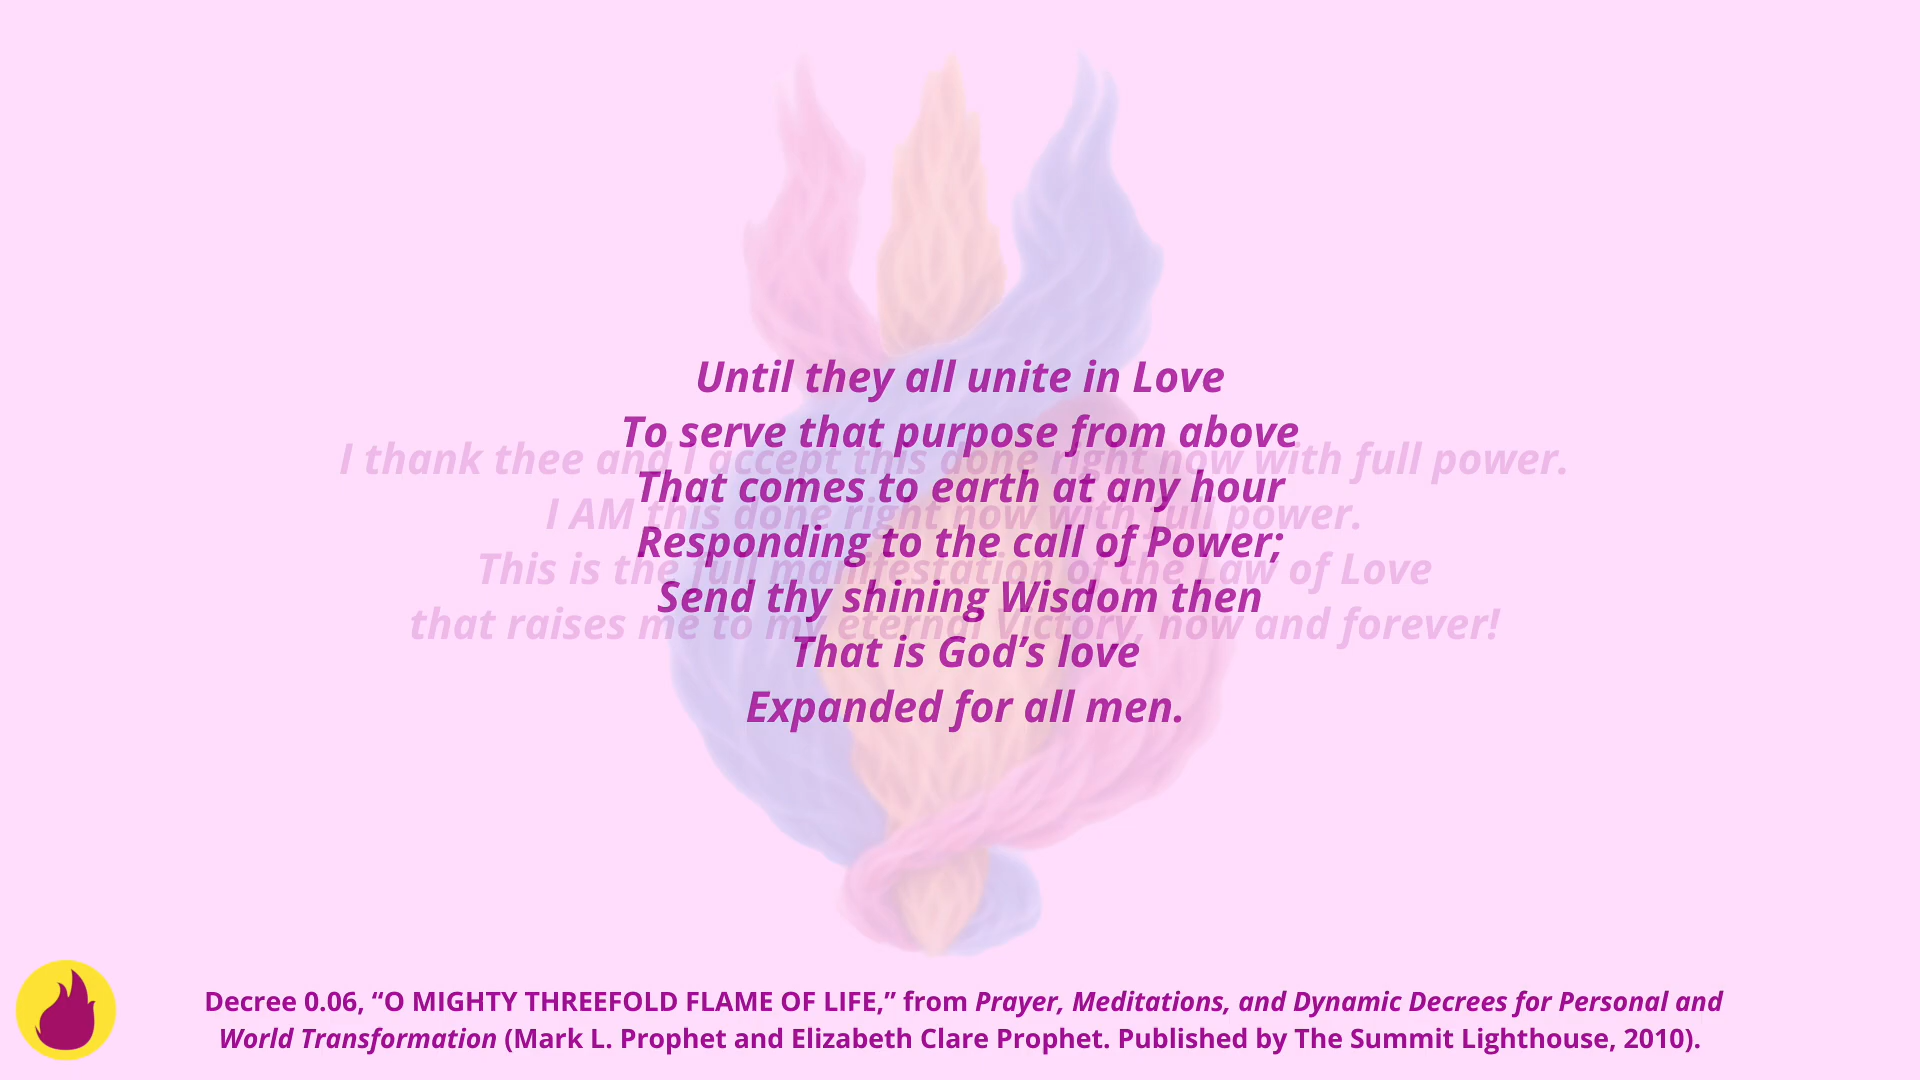 Until they all unite in Love
To serve that purpose from above
I thank thee and I accept this done right now with full power.
That comes to earth at any hour
I AM this done right now with full power.
Responding to the call of Power;
This is the full manifestation of the Law of Love
Send thy shining Wisdom then
that raises me to my eternal Victory, now and forever!
That is God’s love
Expanded for all men.
Decree 0.06, “O MIGHTY THREEFOLD FLAME OF LIFE,” from Prayer, Meditations, and Dynamic Decrees for Personal and
World Transformation (Mark L. Prophet and Elizabeth Clare Prophet. Published by The Summit Lighthouse, 2010).